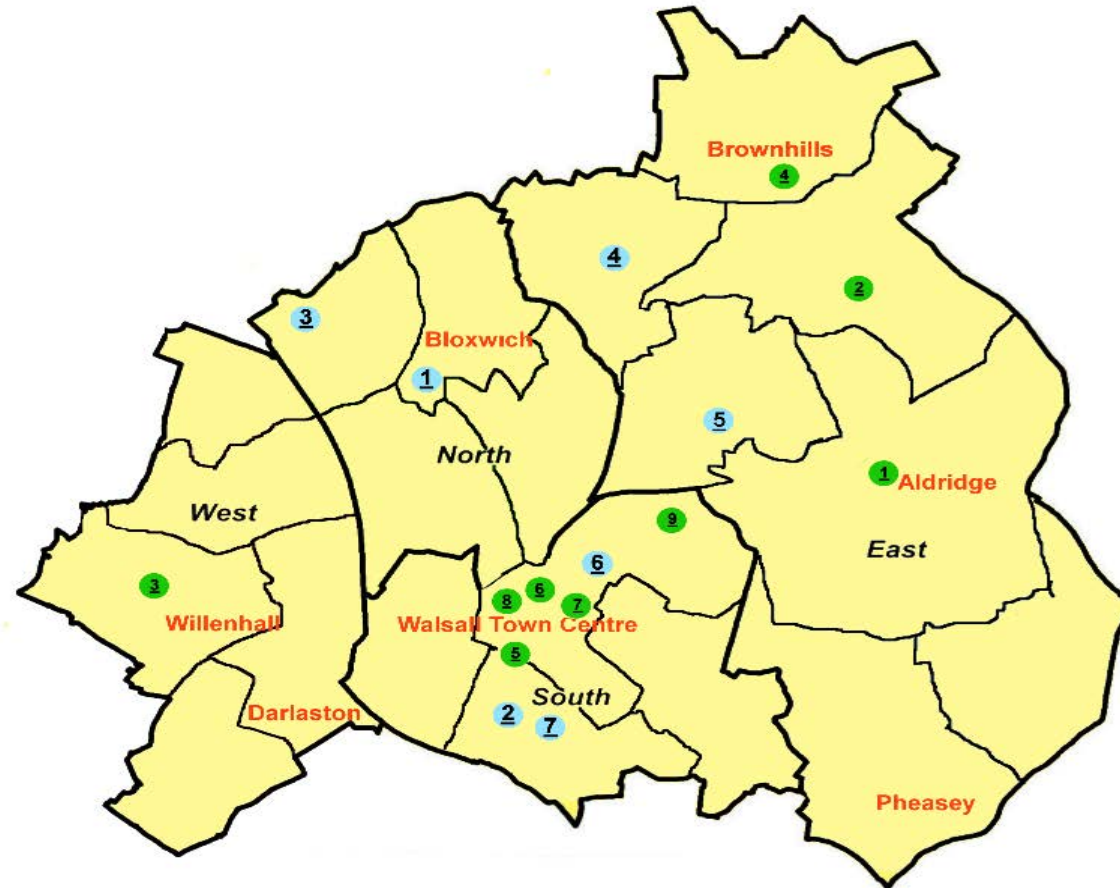 Brownhills
4
4
2
3
Bloxwich
1
5
North
1
Aldridge
West
9
East
6
3
8
6
7
Willenhall
Walsall Town Centre
5
South
Darlaston
2
7
Pheasey